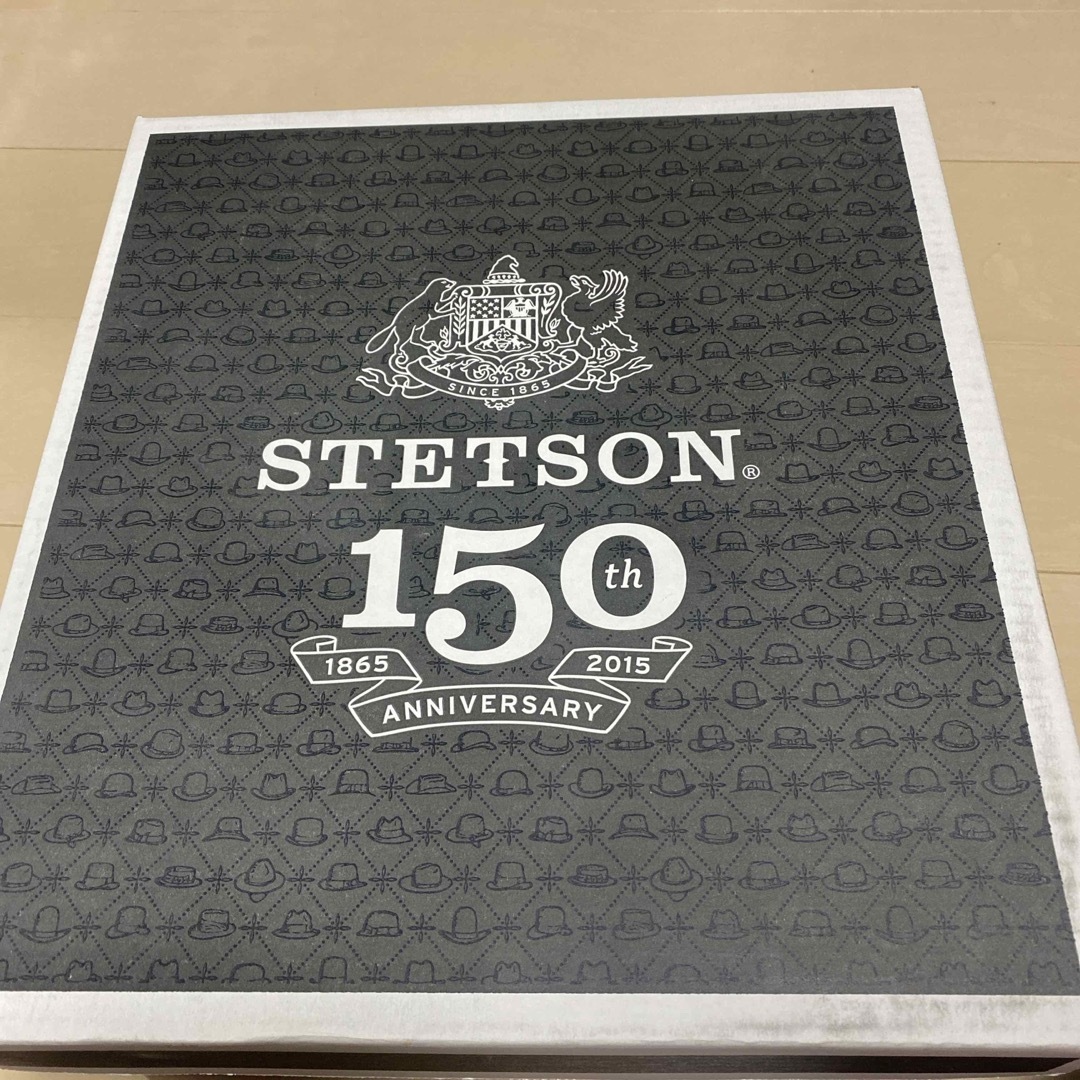 SINCE 1865
STETSON®
150th
1865 2015
ANNIVERSARY